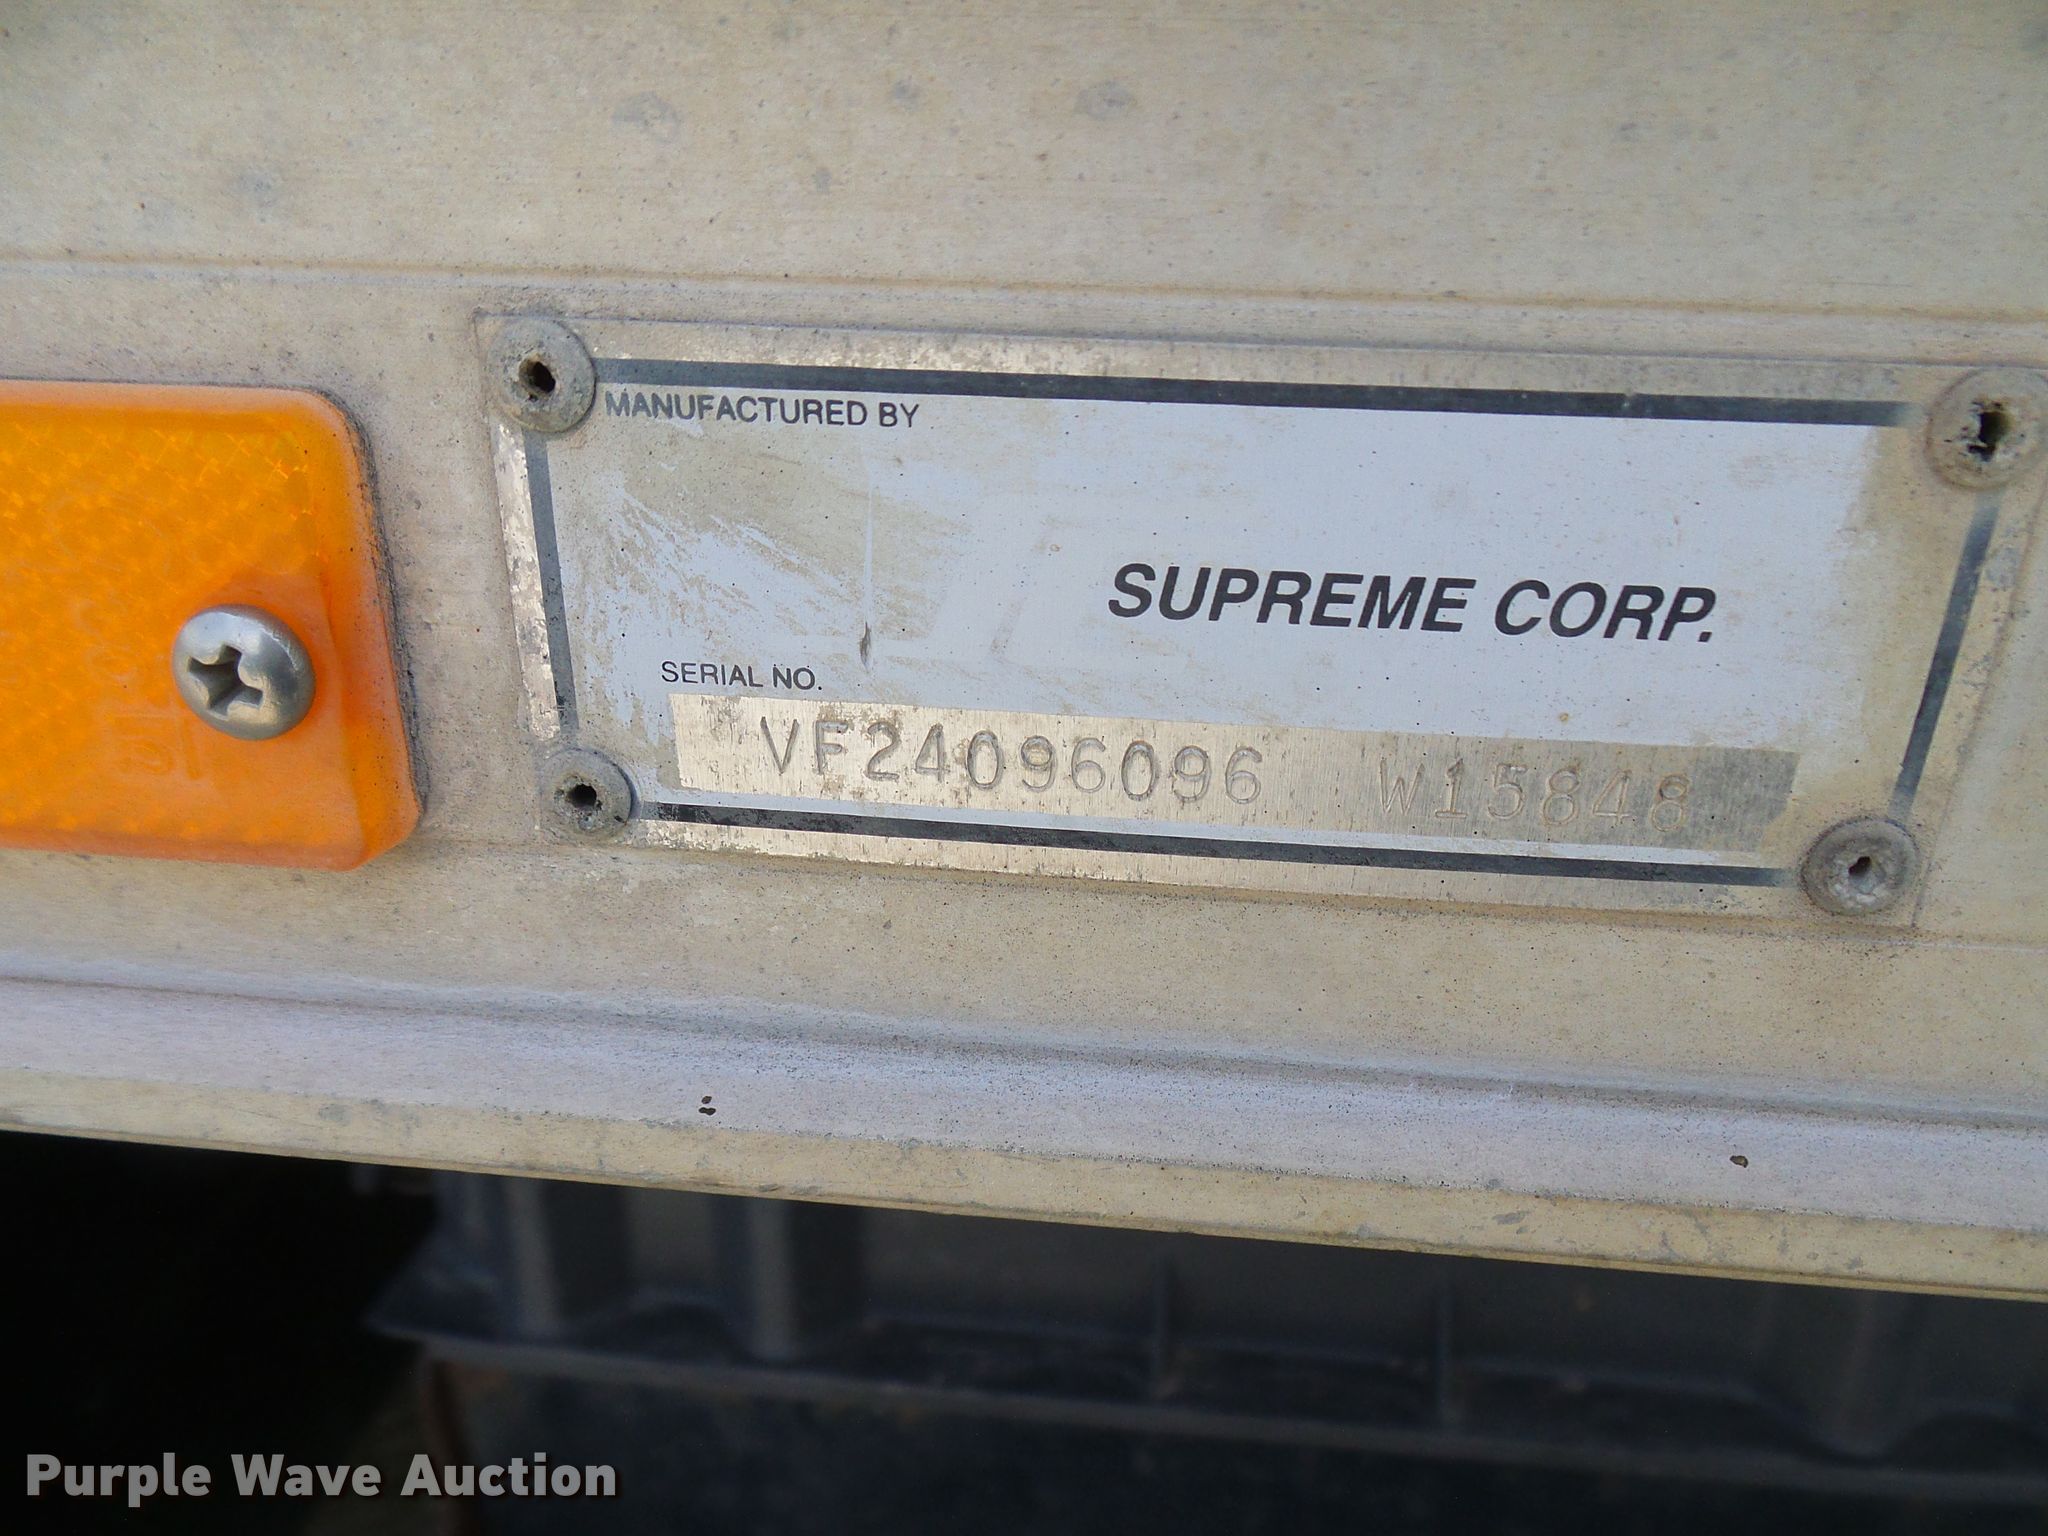 MANUFACTURED BY
SUPREME CORP.
SERIAL NO.
VF24096096 W15848
Purple Wave Auction